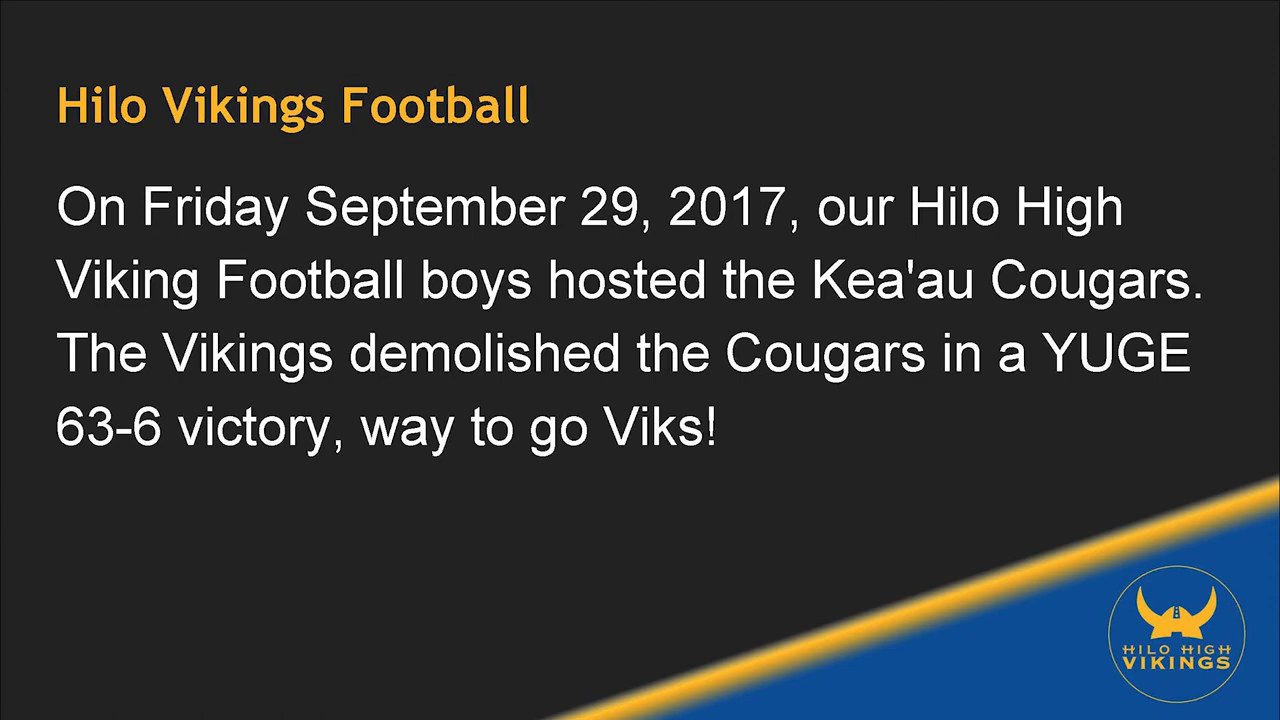 Hilo Vikings Football
On Friday September 29, 2017, our Hilo High
Viking Football boys hosted the Kea'au Cougars.
The Vikings demolished the Cougars in a YUGE
63-6 victory, way to go Viks!
HILO HIGH
VIKINGS